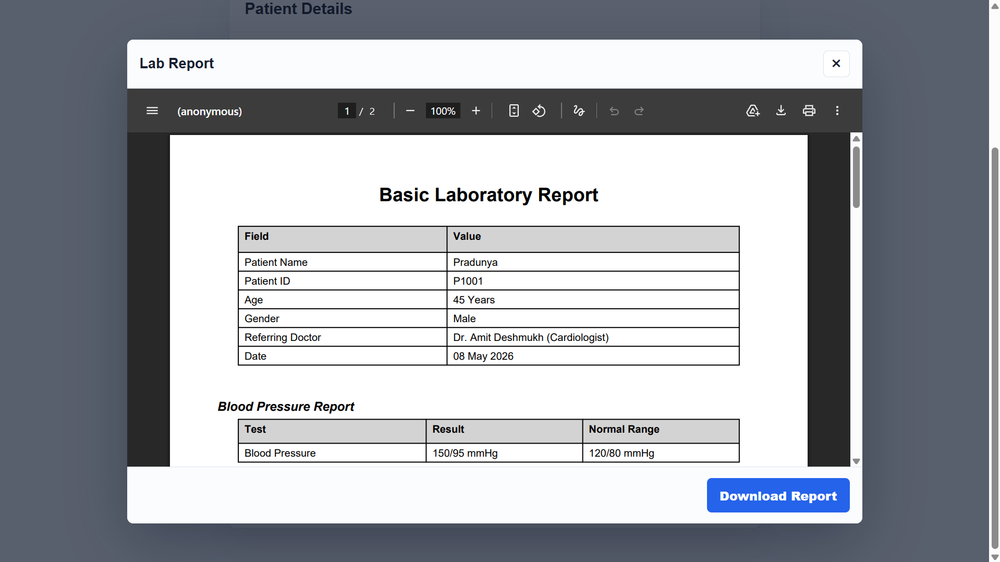 Patient Details
Lab Report
(anonymous)
1 / 2
100%
Basic Laboratory Report
Field Value
Patient Name Pradunya
Patient ID P1001
Age 45 Years
Gender Male
Referring Doctor Dr. Amit Deshmukh (Cardiologist)
Date 08 May 2026
Blood Pressure Report
Test Result Normal Range
Blood Pressure 150/95 mmHg 120/80 mmHg
Download Report